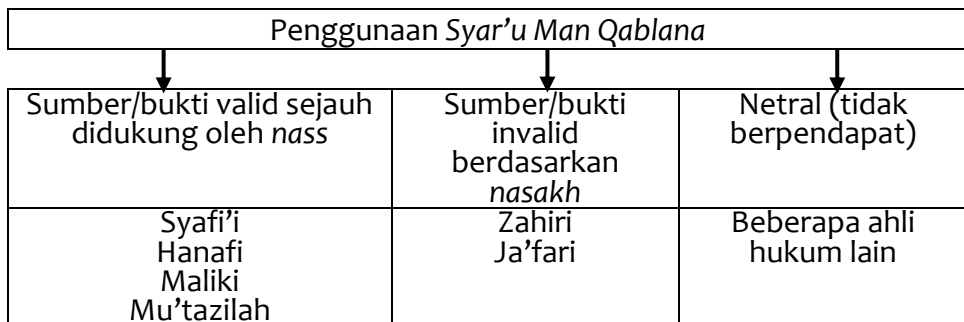 Penggunaan Syar’u Man Qablana
Sumber/bukti valid sejauh
didukung oleh nass
Sumber/bukti
invalid
berdasarkan
nasakh
Netral (tidak
berpendapat)
Syafi’i
Hanafi
Maliki
Mu’tazilah
Zahiri
Ja’fari
Beberapa ahli
hukum lain